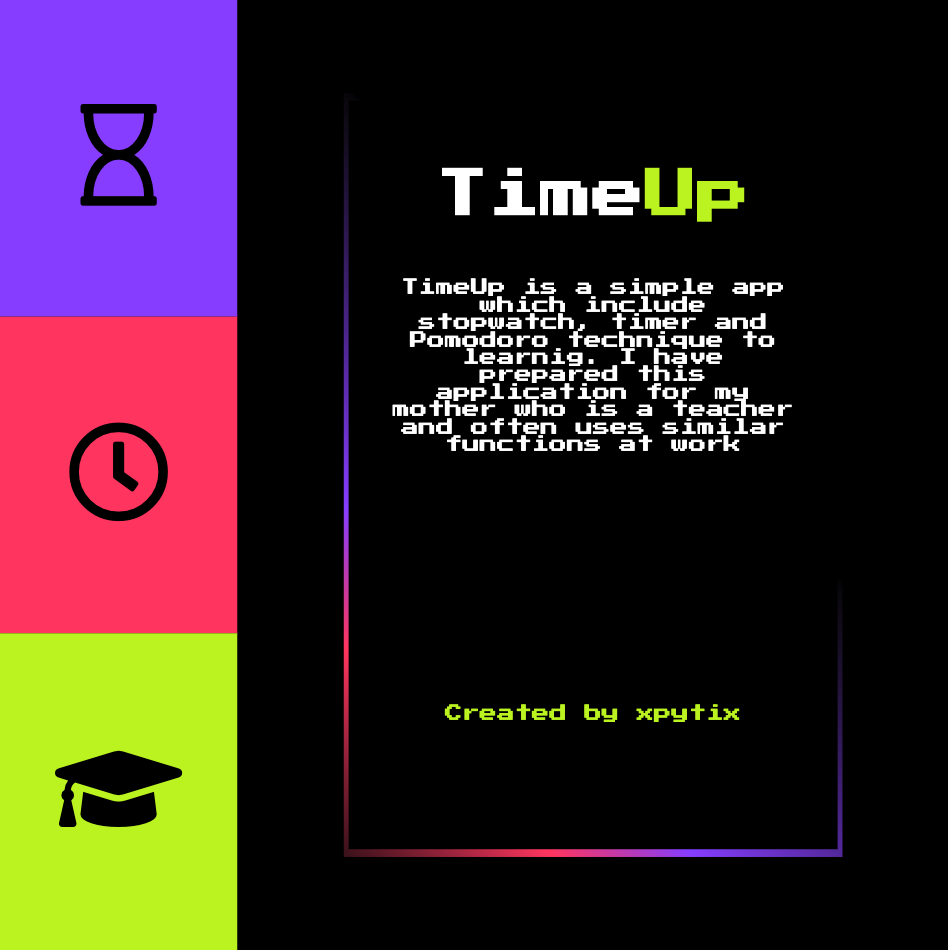 TimeUp
TimeUp is a simple app
which include
stopwatch, timer and
Pomodoro technique to
learnig. I have
prepared this
application for my
mother who is a teacher
and often uses similar
functions at work
Created by xpytix